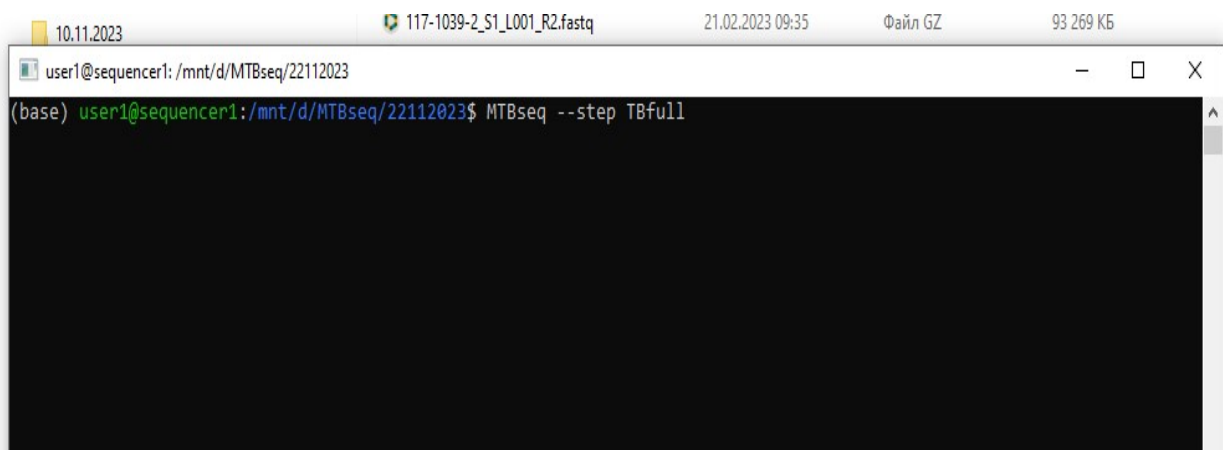 10.11.2023
117-1039-2_S1_L001_R2.fastq 21.02.2023 09:35 Файл GZ 93 269 КБ
user1@sequencer1: /mnt/d/MTBseq/22112023
(base) user1@sequencer1:/mnt/d/MTBseq/22112023$ MTBseq --step TBfull